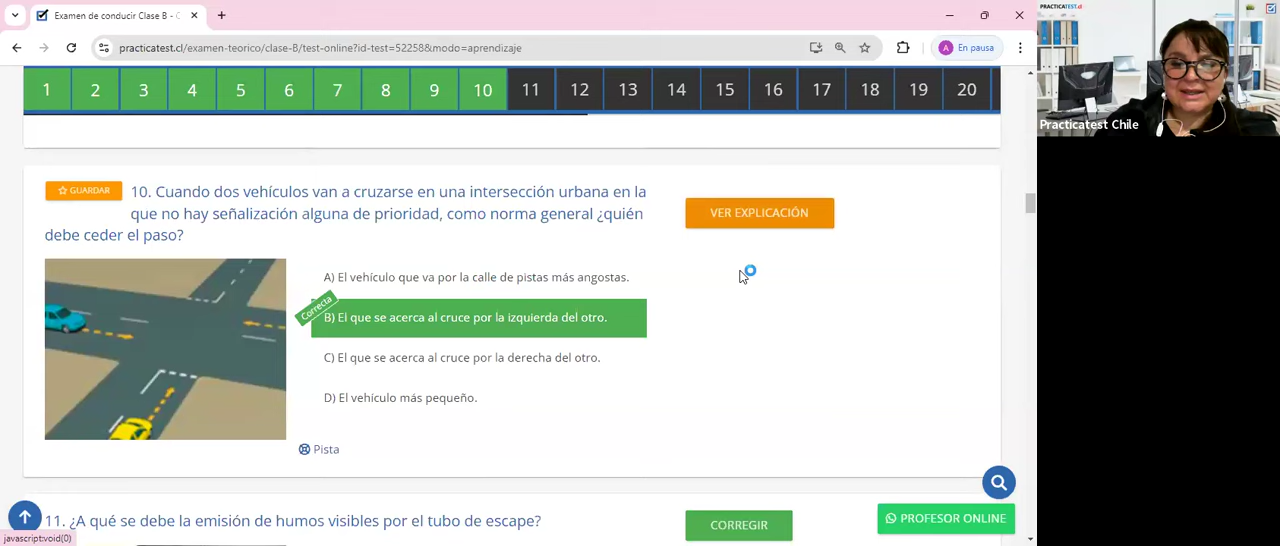 Examen de conducir Clase B - C
practicatest.cl/examen-teorico/clase-B/test-online?id-test=52258&modo=aprendizaje
A En pausa
PRACTICATEST.cl
Practicatest Chile
1 2 3 4 5 6 7 8 9 10 11 12 13 14 15 16 17 18 19 20
GUARDAR
10. Cuando dos vehículos van a cruzarse en una intersección urbana en la
que no hay señalización alguna de prioridad, como norma general ¿quién
debe ceder el paso?
VER EXPLICACIÓN
A) El vehículo que va por la calle de pistas más angostas.
Correcta
B) El que se acerca al cruce por la izquierda del otro.
C) El que se acerca al cruce por la derecha del otro.
D) El vehículo más pequeño.
Pista
11. ¿A qué se debe la emisión de humos visibles por el tubo de escape?
CORREGIR
PROFESOR ONLINE
javascript:void(0)